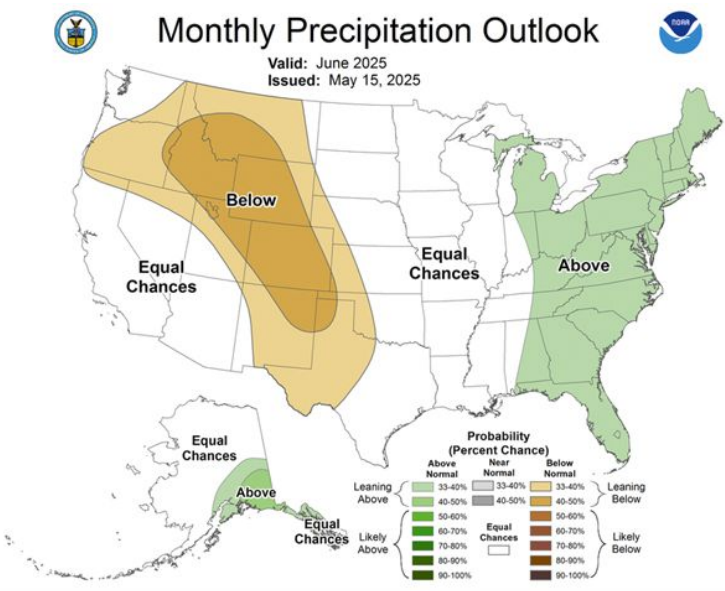 NOAA
Monthly Precipitation Outlook
Valid: June 2025
Issued: May 15, 2025
Below
Equal
Chances
Equal
Chances
Above
Equal
Chances
Above
Equal
Chances
Probability
(Percent Chance)
Above
Normal
Near
Normal
Below
Normal
Leaning
Above
33-40%
33-40%
33-40%
Leaning
Below
40-50%
40-50%
40-50%
50-60%
50-60%
Likely
Above
60-70%
Equal
Chances
60-70%
Likely
Below
70-80%
70-80%
80-90%
80-90%
90-100%
90-100%